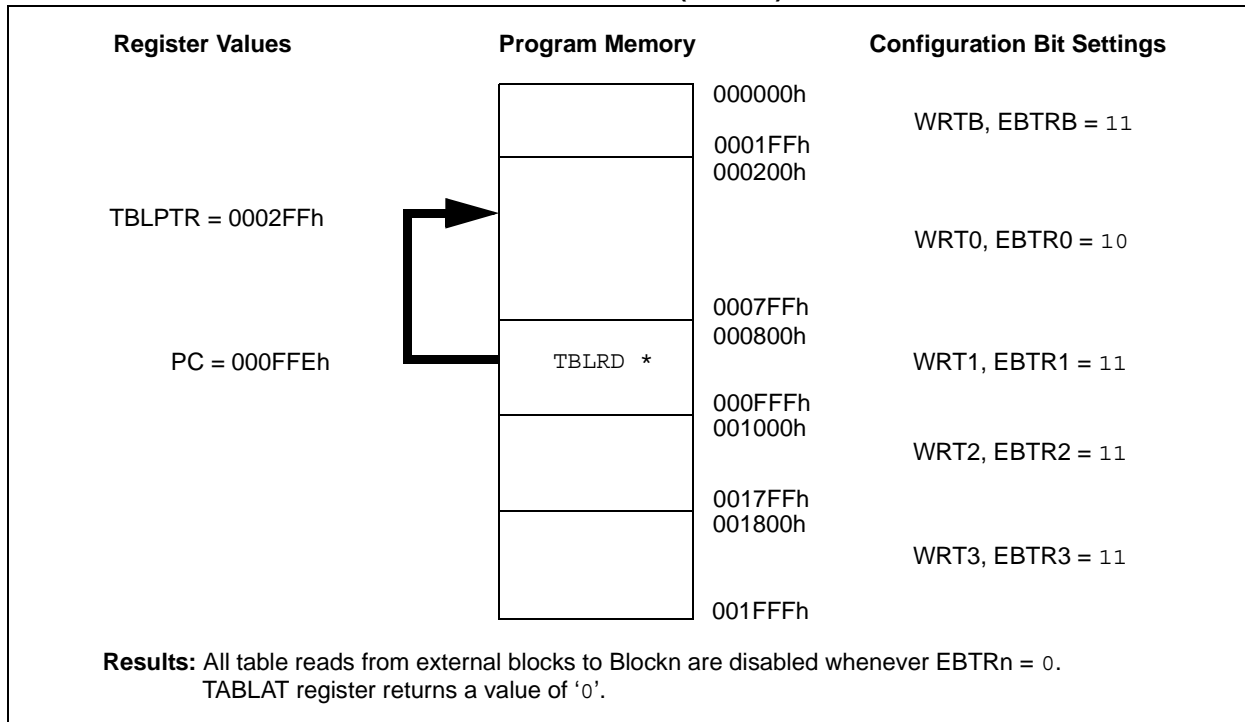 Register Values Program Memory Configuration Bit Settings
000000h
WRTB, EBTRB = 11
0001FFh
000200h
TBLPTR = 0002FFh
WRT0, EBTR0 = 10
0007FFh
000800h
PC = 000FFEh TBLRD * WRT1, EBTR1 = 11
000FFFh
001000h
WRT2, EBTR2 = 11
0017FFh
001800h
WRT3, EBTR3 = 11
001FFFh
Results: All table reads from external blocks to Blockn are disabled whenever EBTRn = 0.
TABLAT register returns a value of ‘0’.